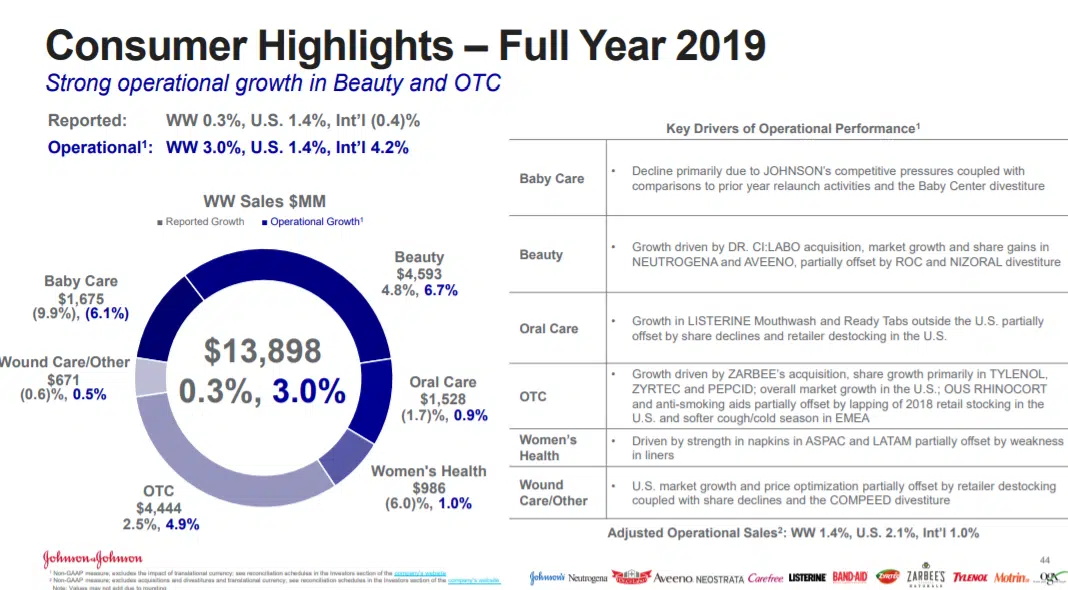 Consumer Highlights – Full Year 2019
Strong operational growth in Beauty and OTC
Reported: WW 0.3%, U.S. 1.4%, Int'l (0.4)%
Operational¹: WW 3.0%, U.S. 1.4%, Int'l 4.2%
WW Sales $MM
■ Reported Growth ■ Operational Growth¹
Beauty
$4,593
4.8%, 6.7%
Baby Care
$1,675
(9.9%), (6.1%)
$13,898
0.3%, 3.0%
Wound Care/Other
$671
(0.6)%, 0.5%
Oral Care
$1,528
(1.7)%, 0.9%
Women's Health
$986
(6.0)%, 1.0%
OTC
$4,444
2.5%, 4.9%
Key Drivers of Operational Performance¹
Baby Care
• Decline primarily due to JOHNSON's competitive pressures coupled with
comparisons to prior year relaunch activities and the Baby Center divestiture
Beauty
• Growth driven by DR. CI:LABO acquisition, market growth and share gains in
NEUTROGENA and AVEENO, partially offset by ROC and NIZORAL divestiture
Oral Care
• Growth in LISTERINE Mouthwash and Ready Tabs outside the U.S. partially
offset by share declines and retailer destocking in the U.S.
OTC
• Growth driven by ZARBEE's acquisition, share growth primarily in TYLENOL,
ZYRTEC and PEPCID; overall market growth in the U.S.; OUS RHINOCORT
and anti-smoking aids partially offset by lapping of 2018 retail stocking in the
U.S. and softer cough/cold season in EMEA
Women's
Health
• Driven by strength in napkins in ASPAC and LATAM partially offset by weakness
in liners
Wound
Care/Other
• U.S. market growth and price optimization partially offset by retailer destocking
coupled with share declines and the COMPEED divestiture
Adjusted Operational Sales²: WW 1.4%, U.S. 2.1%, Int'l 1.0%
Johnson & Johnson
¹ Non-GAAP measure; excludes the impact of translational currency; see reconciliation schedules in the Investors section of the company's website
² Non-GAAP measure; excludes acquisitions and divestitures and translational currency; see reconciliation schedules in the Investors section of the company's website.
Note: Values may not add due to rounding
44
Johnson's Neutrogena Aveeno NEOSTRATA Carefree LISTERINE BAND-AID ZARBEE'S NATURALS TYLENOL Motrin OGX